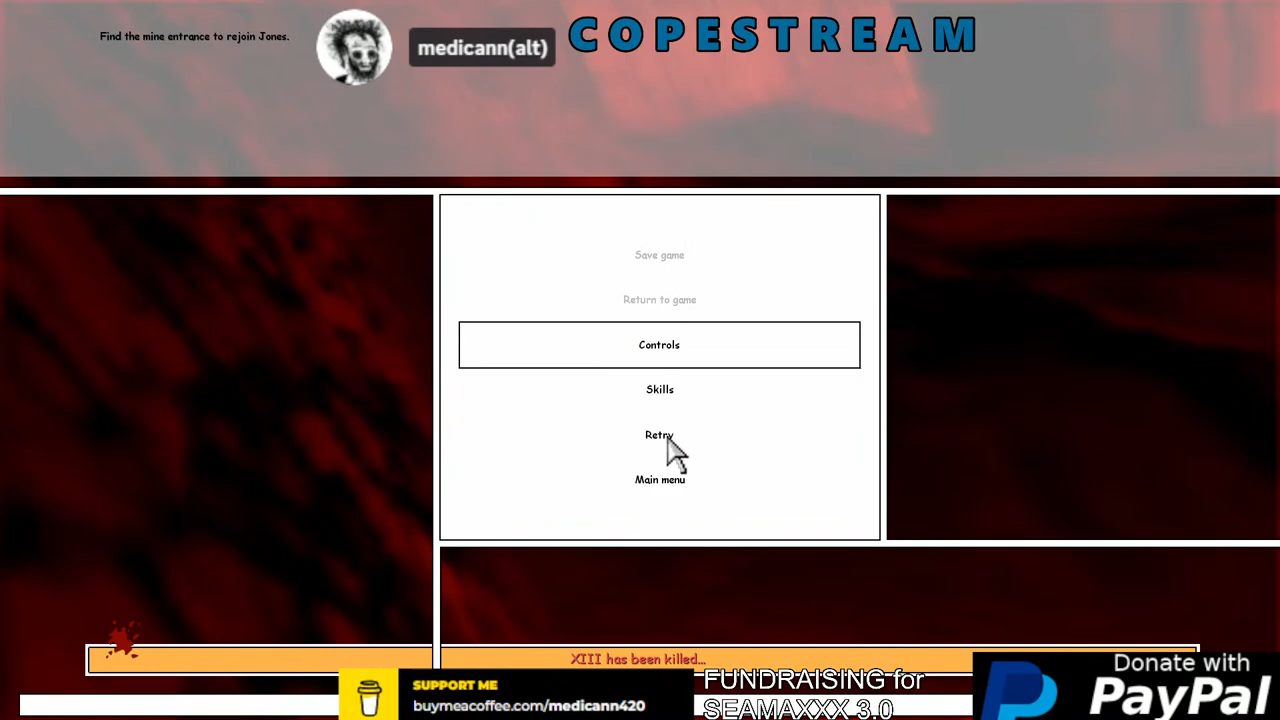 Find the mine entrance to rejoin Jones.
medicann(alt)
COPESTREAM
Save game
Return to game
Controls
Skills
Retry
Main menu
XIII has been killed...
SUPPORT ME
buymeacoffee.com/medicann420
FUNDRAISING for
SEAMAXXX 3.0
Donate with
PayPal